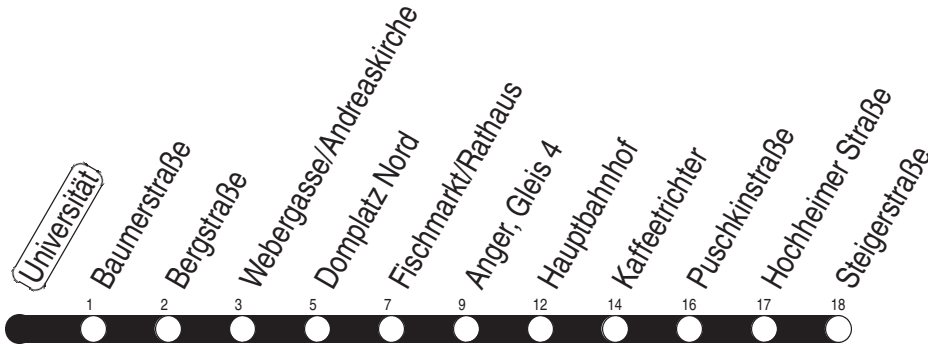 Universität
Baumerstraße
Bergstraße
Webergasse/Andreaskirche
Domplatz Nord
Fischmarkt/Rathaus
Anger, Gleis 4
Hauptbahnhof
Kaffeetrichter
Puschkinstraße
Hochheimer Straße
Steigerstraße
1 2 3 5 7 9 12 14 16 17 18